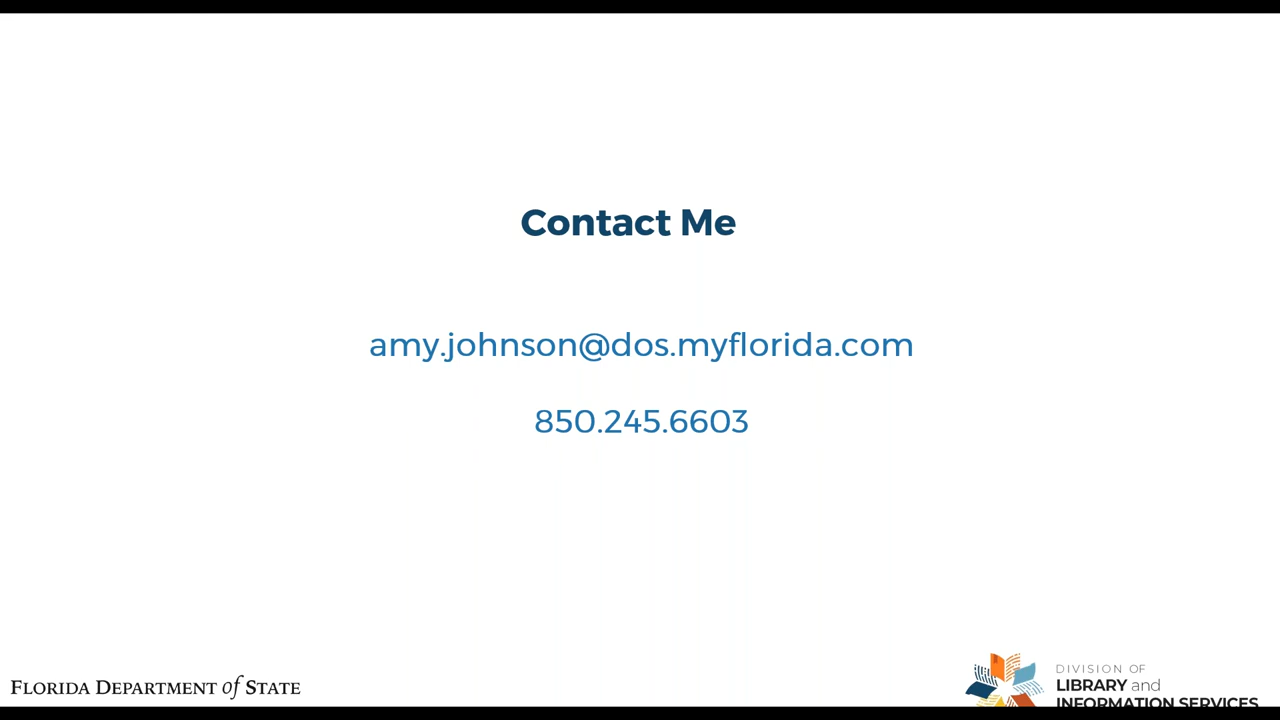 Contact Me
amy.johnson@dos.myflorida.com
850.245.6603
FLORIDA DEPARTMENT of STATE
DIVISION OF
LIBRARY and
INFORMATION SERVICES